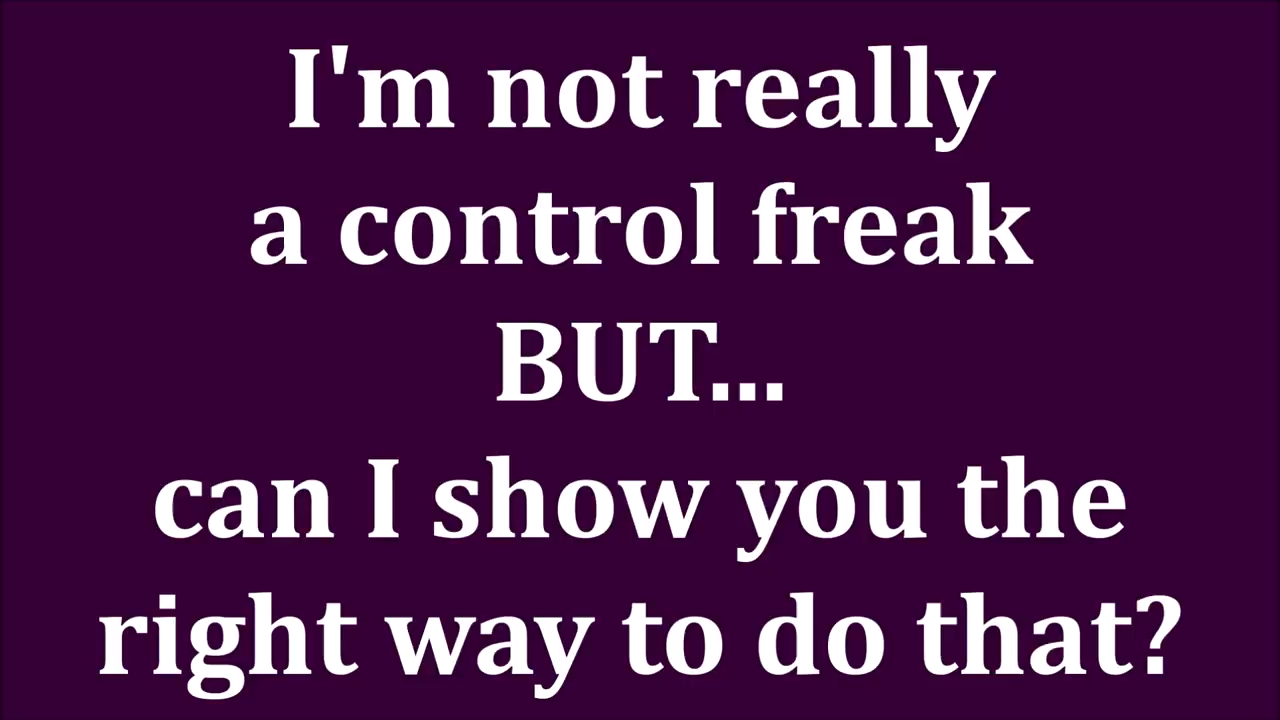 I'm not really
a control freak
BUT...
can I show you the
right way to do that?